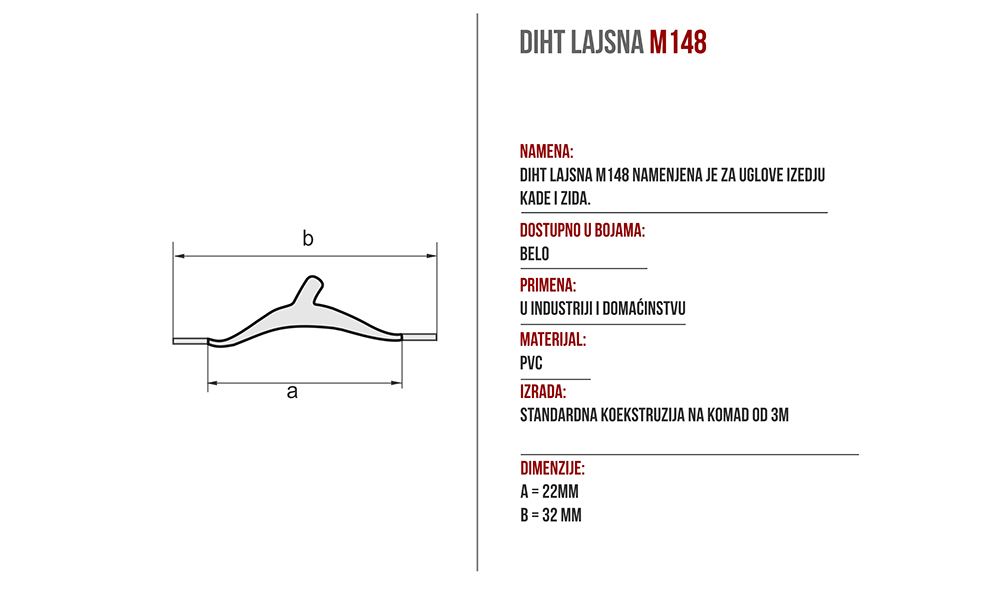 DIHT LAJSNA M148
NAMENA:
DIHT LAJSNA M148 NAMENJENA JE ZA UGLOVE IZEDJU
KADE I ZIDA.
DOSTUPNO U BOJAMA:
BELO
PRIMENA:
U INDUSTRIJI I DOMAĆINSTVU
MATERIJAL:
PVC
IZRADA:
STANDARDNA KOEKSTRUZIJA NA KOMAD OD 3M
DIMENZIJE:
A = 22MM
B = 32 MM
b
a